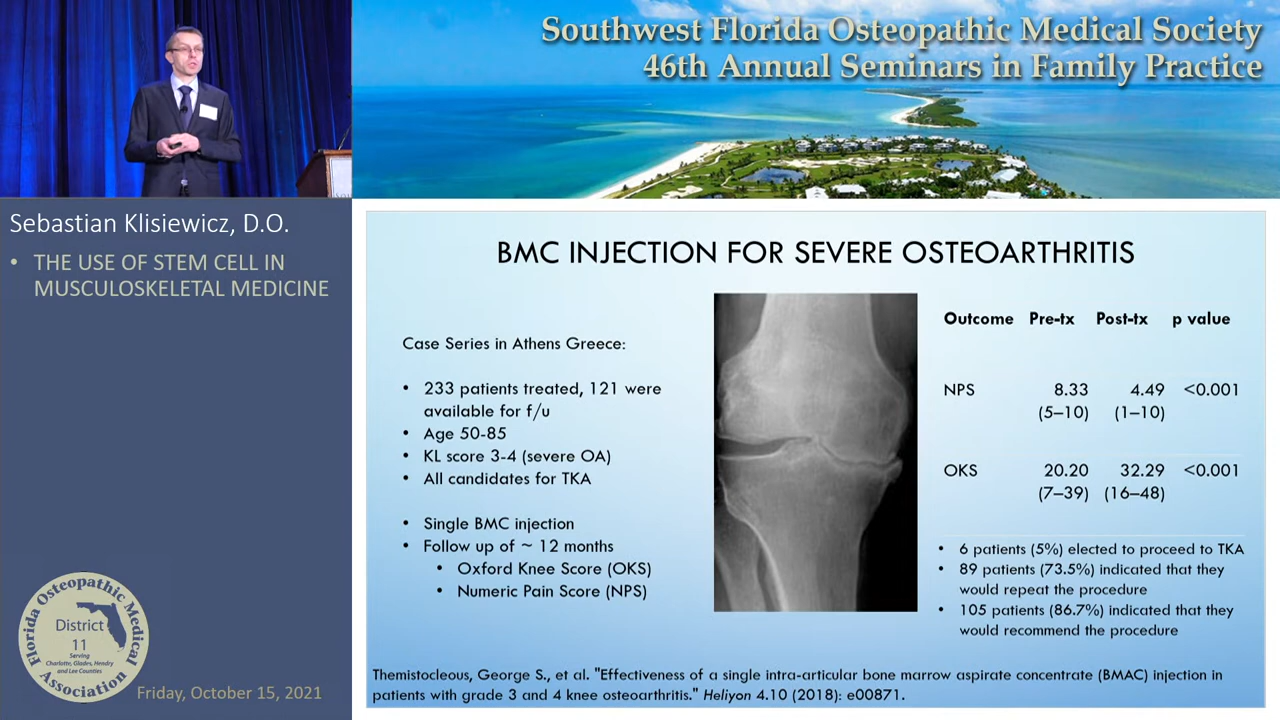 Southwest Florida Osteopathic Medical Society
46th Annual Seminars in Family Practice
Sebastian Klisiewicz, D.O.
• THE USE OF STEM CELL IN
MUSCULOSKELETAL MEDICINE
BMC INJECTION FOR SEVERE OSTEOARTHRITIS
Case Series in Athens Greece:
• 233 patients treated, 121 were
available for f/u
• Age 50-85
• KL score 3-4 (severe OA)
• All candidates for TKA
• Single BMC injection
• Follow up of ~ 12 months
• Oxford Knee Score (OKS)
• Numeric Pain Score (NPS)
Outcome Pre-tx Post-tx p value
NPS 8.33 4.49 <0.001
(5–10) (1–10)
OKS 20.20 32.29 <0.001
(7–39) (16–48)
• 6 patients (5%) elected to proceed to TKA
• 89 patients (73.5%) indicated that they
would repeat the procedure
• 105 patients (86.7%) indicated that they
would recommend the procedure
Themistocleous, George S., et al. "Effectiveness of a single intra-articular bone marrow aspirate concentrate (BMAC) injection in
patients with grade 3 and 4 knee osteoarthritis." Heliyon 4.10 (2018): e00871.
Florida Osteopathic Medical
Association
District
11
Serving
Charlotte, Glades, Hendry
and Lee Counties
Friday, October 15, 2021